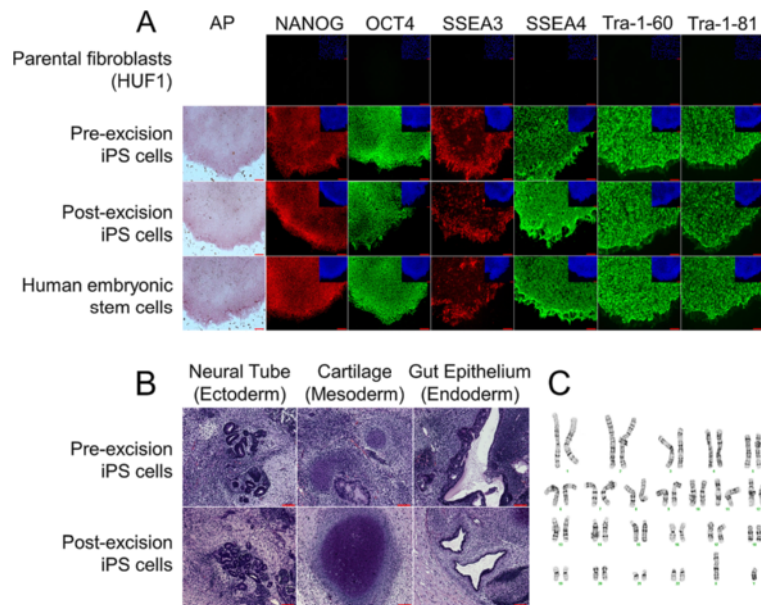 A
AP NANOG OCT4 SSEA3 SSEA4 Tra-1-60 Tra-1-81
Parental fibroblasts
(HUF1)
Pre-excision
iPS cells
Post-excision
iPS cells
Human embryonic
stem cells
B
Neural Tube
(Ectoderm)
Cartilage
(Mesoderm)
Gut Epithelium
(Endoderm)
C
Pre-excision
iPS cells
Post-excision
iPS cells